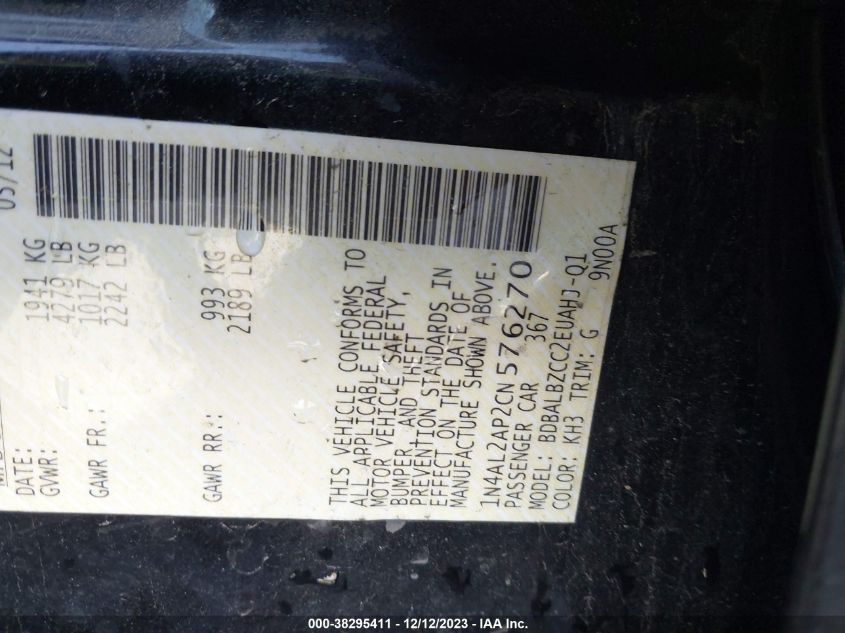 DATE: 05/12
GVWR: 1941 KG
4279 LB
GAWR FR.: 1017 KG
2242 LB
GAWR RR.: 993 KG
2189 LB
THIS VEHICLE CONFORMS TO
ALL APPLICABLE FEDERAL
MOTOR VEHICLE SAFETY,
BUMPER, AND THEFT
PREVENTION STANDARDS IN
EFFECT ON THE DATE OF
MANUFACTURE SHOWN ABOVE.
1N4AL2AP2CN576270
PASSENGER CAR 367
MODEL: BDBALBZCC2EUAHJ-Q1
COLOR: KH3 TRIM: G 9N00A
000-38295411 - 12/12/2023 - IAA Inc.